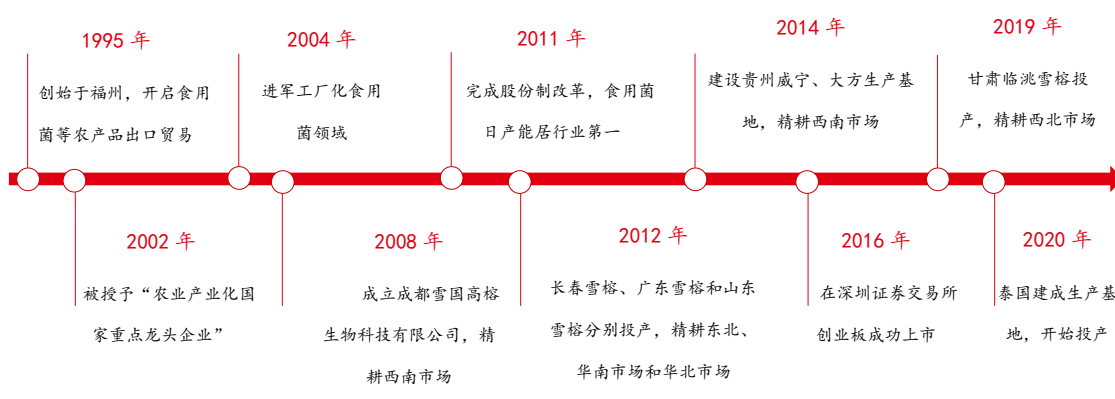 1995 年
创始于福州，开启食用
菌等农产品出口贸易
2002 年
被授予“农业产业化国
家重点龙头企业”
2004 年
进军工厂化食用
菌领域
2008 年
成立成都雪国高榕
生物科技有限公司，精
耕西南市场
2011 年
完成股份制改革，食用菌
日产能居行业第一
2012 年
长春雪榕、广东雪榕和山东
雪榕分别投产，精耕东北、
华南市场和华北市场
2014 年
建设贵州威宁、大方生产基
地，精耕西南市场
2016 年
在深圳证券交易所
创业板成功上市
2019 年
甘肃临洮雪榕投
产，精耕西北市场
2020 年
泰国建成生产基
地，开始投产